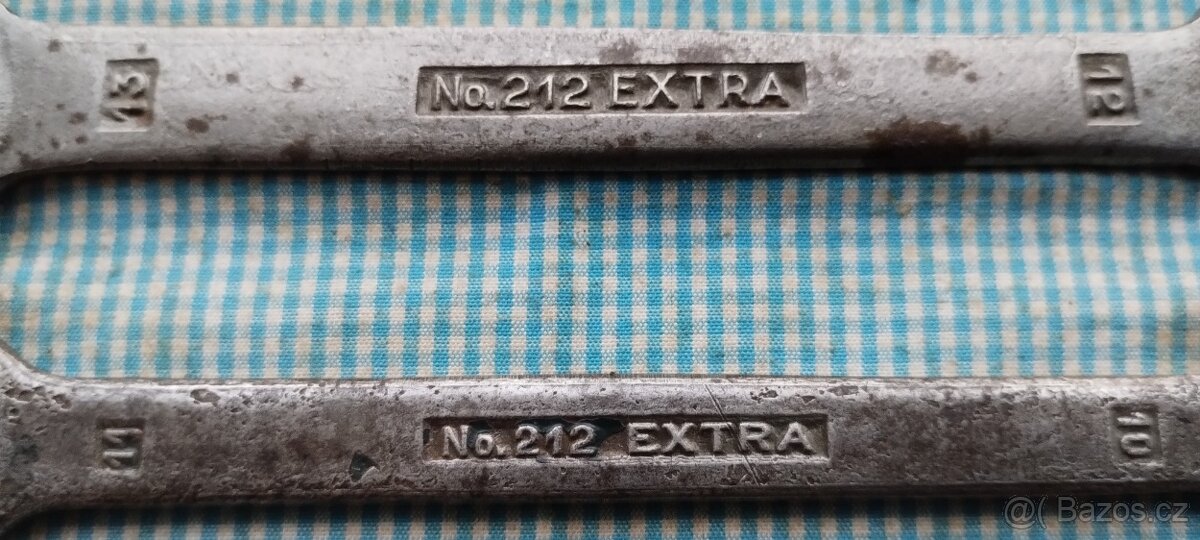 13 No. 212 EXTRA 12
11 No. 212 EXTRA 10
@( Bazos.cz